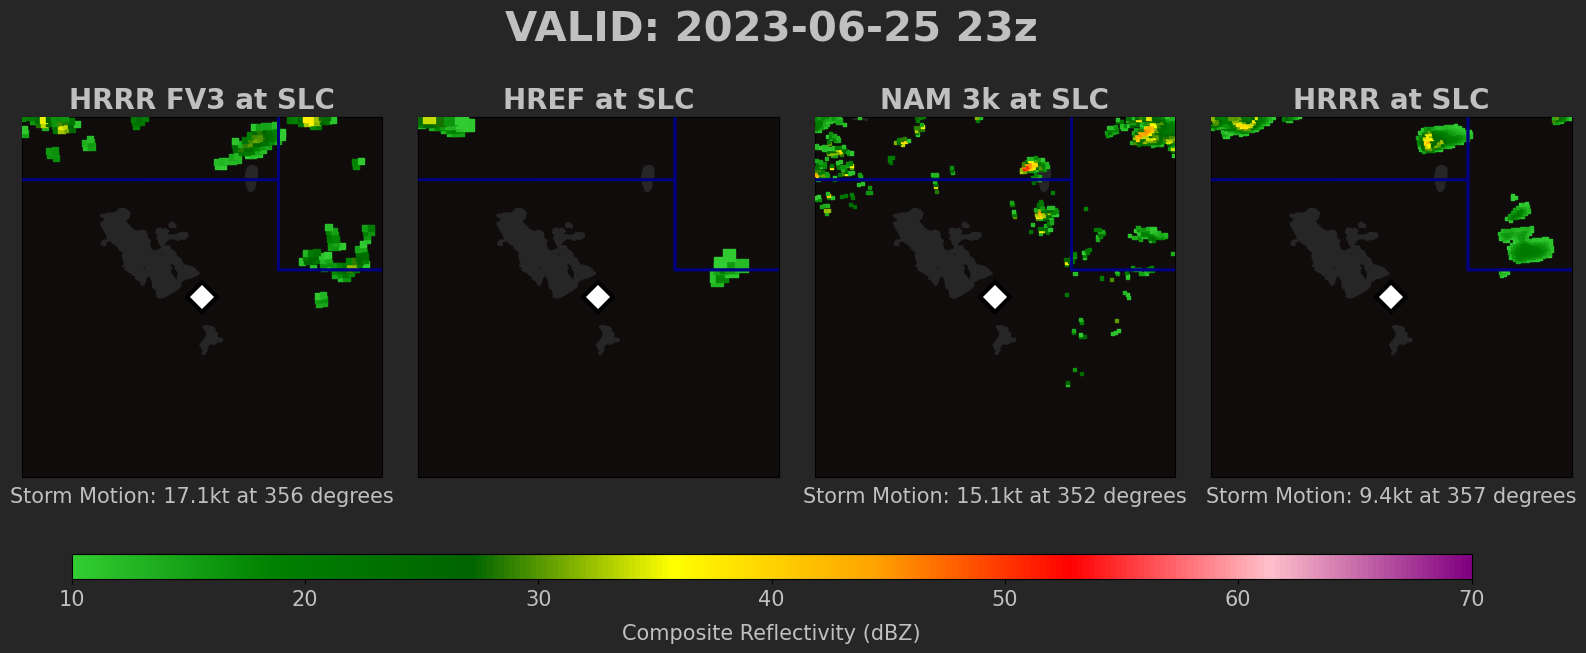 VALID: 2023-06-25 23z
HRRR FV3 at SLC
HREF at SLC
NAM 3k at SLC
HRRR at SLC
Storm Motion: 17.1kt at 356 degrees
Storm Motion: 15.1kt at 352 degrees
Storm Motion: 9.4kt at 357 degrees
10 20 30 40 50 60 70
Composite Reflectivity (dBZ)